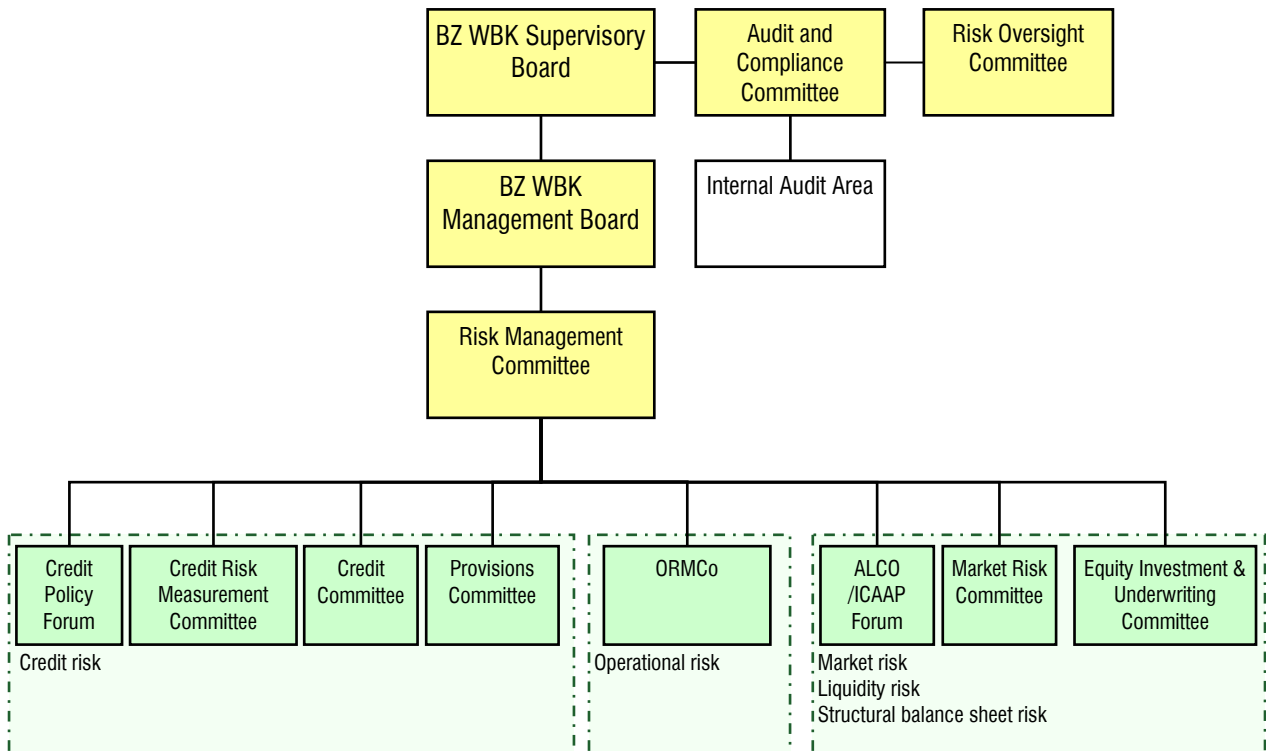 BZ WBK Supervisory
Board
Audit and
Compliance
Committee
Risk Oversight
Committee
BZ WBK
Management Board
Internal Audit Area
Risk Management
Committee
Credit
Policy
Forum
Credit Risk
Measurement
Committee
Credit
Committee
Provisions
Committee
ORMCo
ALCO
/ICAAP
Forum
Market Risk
Committee
Equity Investment &
Underwriting
Committee
Credit risk
Operational risk
Market risk
Liquidity risk
Structural balance sheet risk